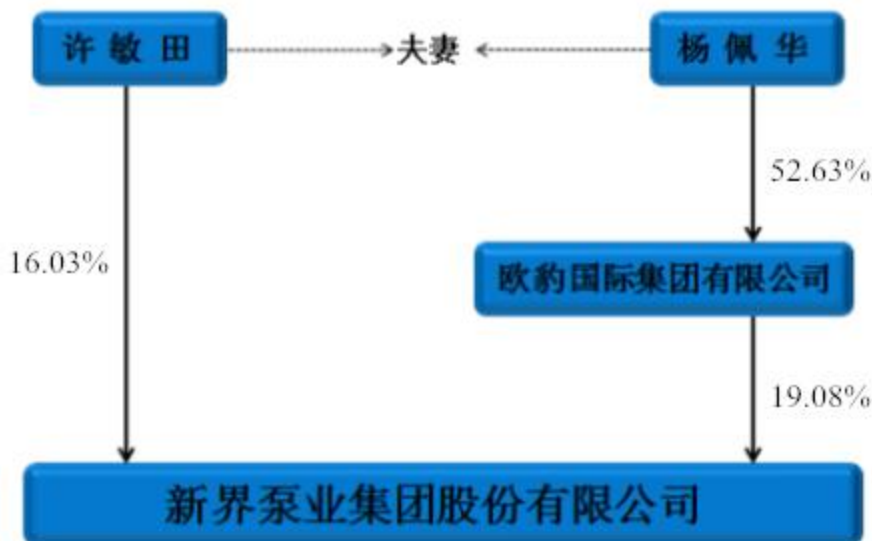 许敏田
夫妻
杨佩华
52.63%
16.03%
欧豹国际集团有限公司
19.08%
新界泵业集团股份有限公司